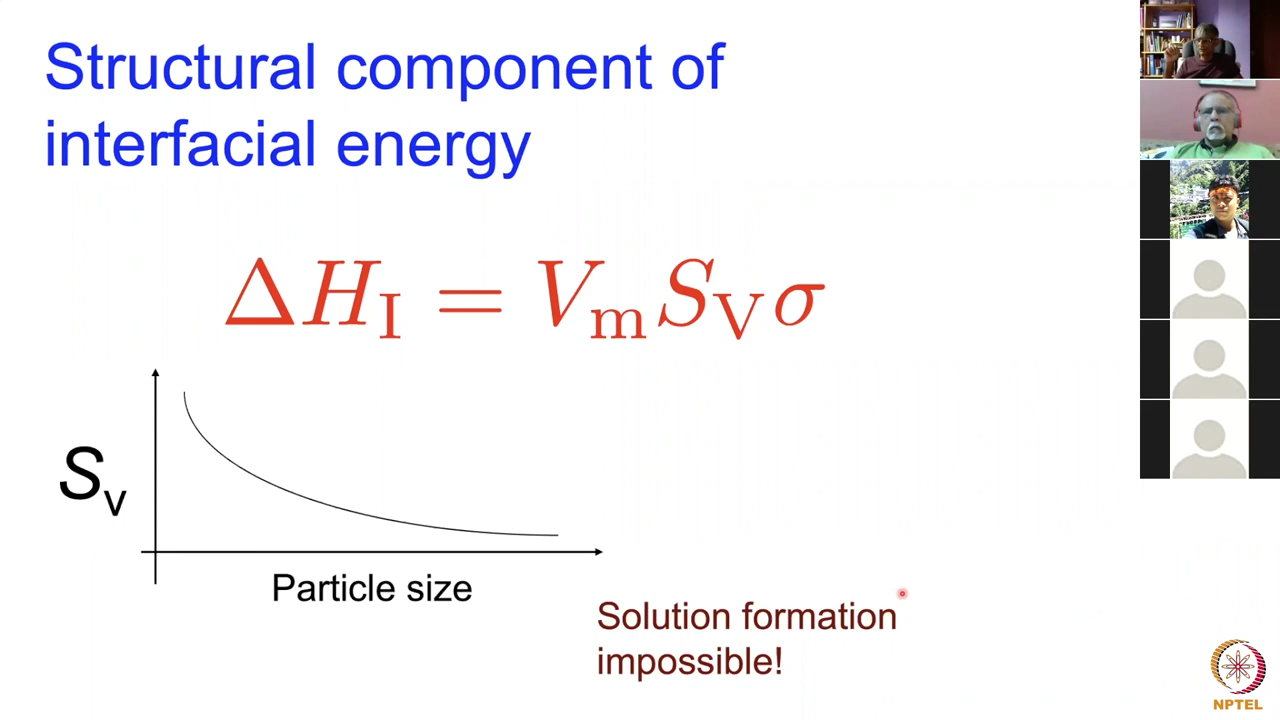 Structural component of
interfacial energy
ΔH_I = V_m S_V σ
S_v
Particle size
Solution formation
impossible!
NPTEL